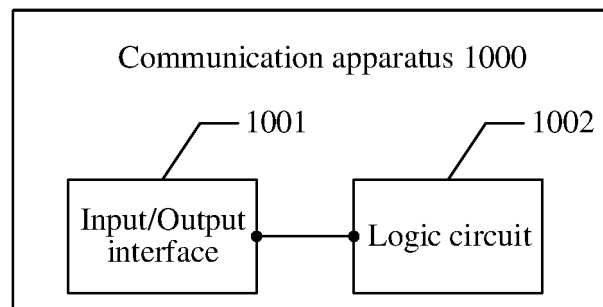 Communication apparatus 1000
1001
1002
Input/Output
interface
Logic circuit